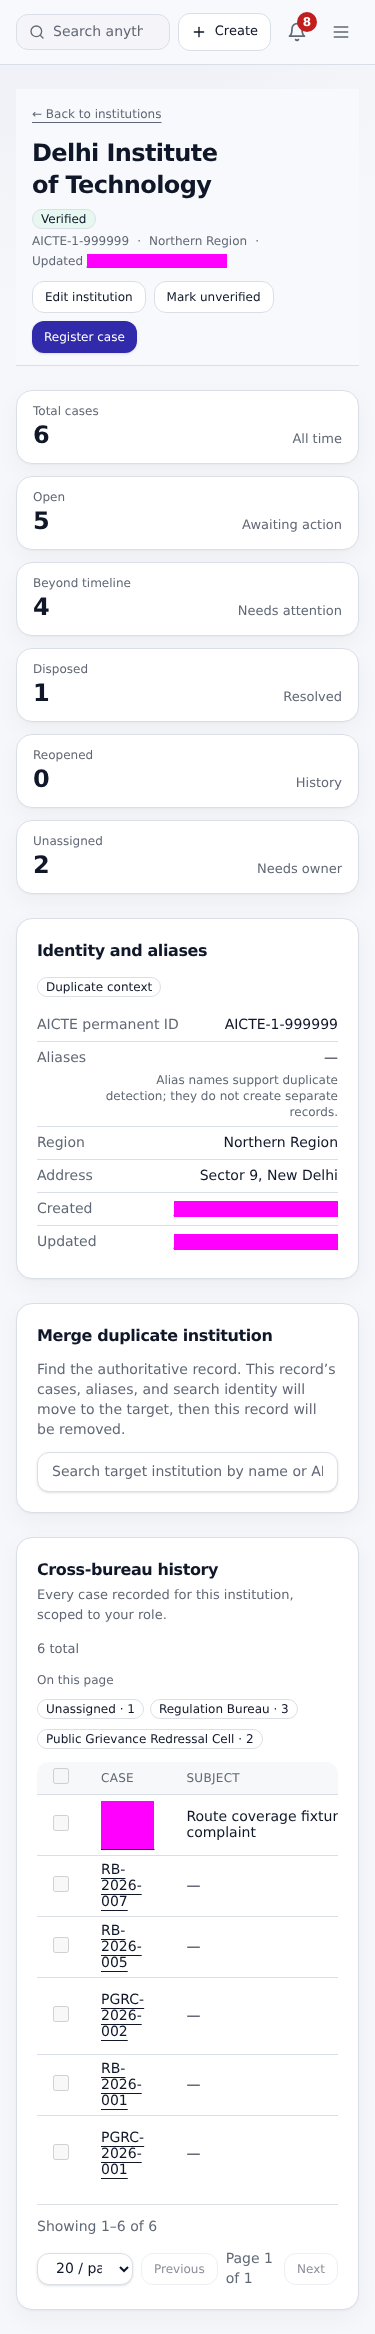 Search anyth
Create
8
← Back to institutions
Delhi Institute
of Technology
Verified
AICTE-1-999999 · Northern Region ·
Updated
Edit institution
Mark unverified
Register case
Total cases
6
All time
Open
5
Awaiting action
Beyond timeline
4
Needs attention
Disposed
1
Resolved
Reopened
0
History
Unassigned
2
Needs owner
Identity and aliases
Duplicate context
AICTE permanent ID AICTE-1-999999
Aliases —
Alias names support duplicate
detection; they do not create separate
records.
Region Northern Region
Address Sector 9, New Delhi
Created
Updated
Merge duplicate institution
Find the authoritative record. This record’s
cases, aliases, and search identity will
move to the target, then this record will
be removed.
Search target institution by name or AI
Cross-bureau history
Every case recorded for this institution,
scoped to your role.
6 total
On this page
Unassigned · 1
Regulation Bureau · 3
Public Grievance Redressal Cell · 2
CASE SUBJECT
Route coverage fixtur
complaint
RB-
2026-
007
—
RB-
2026-
005
—
PGRC-
2026-
002
—
RB-
2026-
001
—
PGRC-
2026-
001
—
Showing 1–6 of 6
20 / pa
Previous
Page 1
of 1
Next